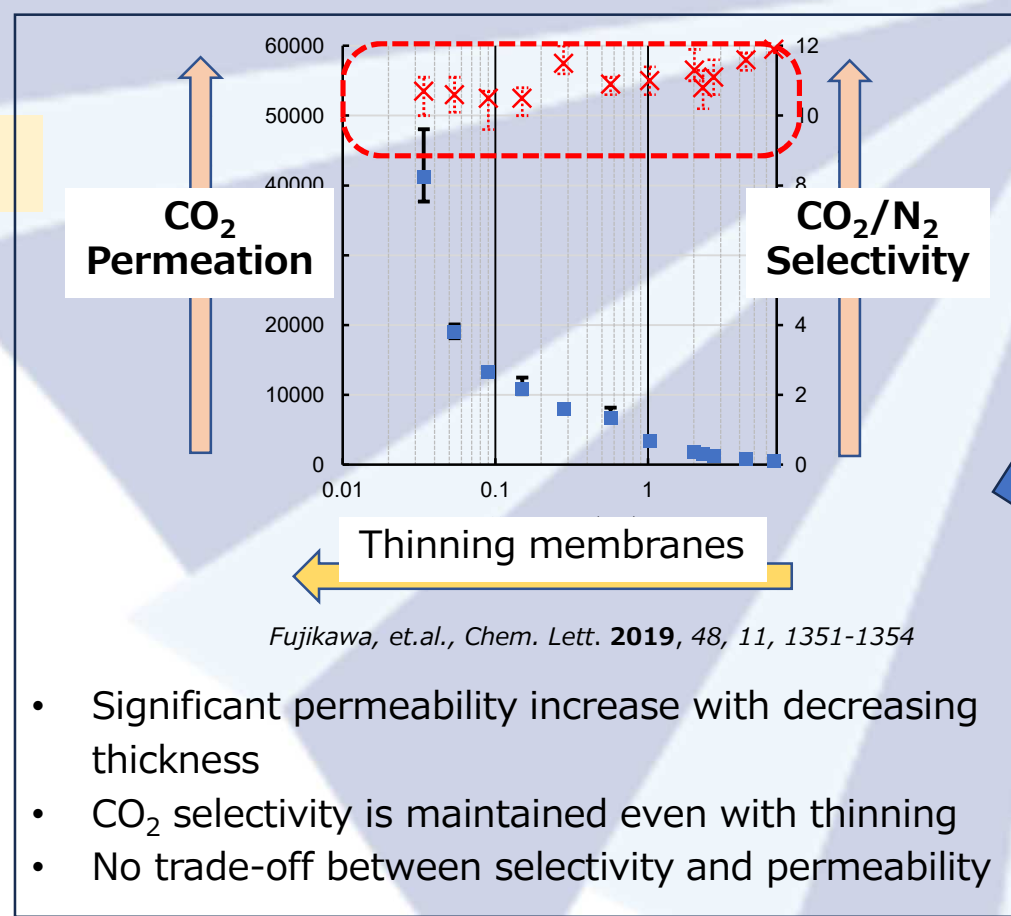 60000
50000
40000
20000
10000
0
12
10
8
4
2
0
0.01 0.1 1
CO₂
Permeation
CO₂/N₂
Selectivity
Thinning membranes
Fujikawa, et.al., Chem. Lett. 2019, 48, 11, 1351-1354
• Significant permeability increase with decreasing
thickness
• CO₂ selectivity is maintained even with thinning
• No trade-off between selectivity and permeability